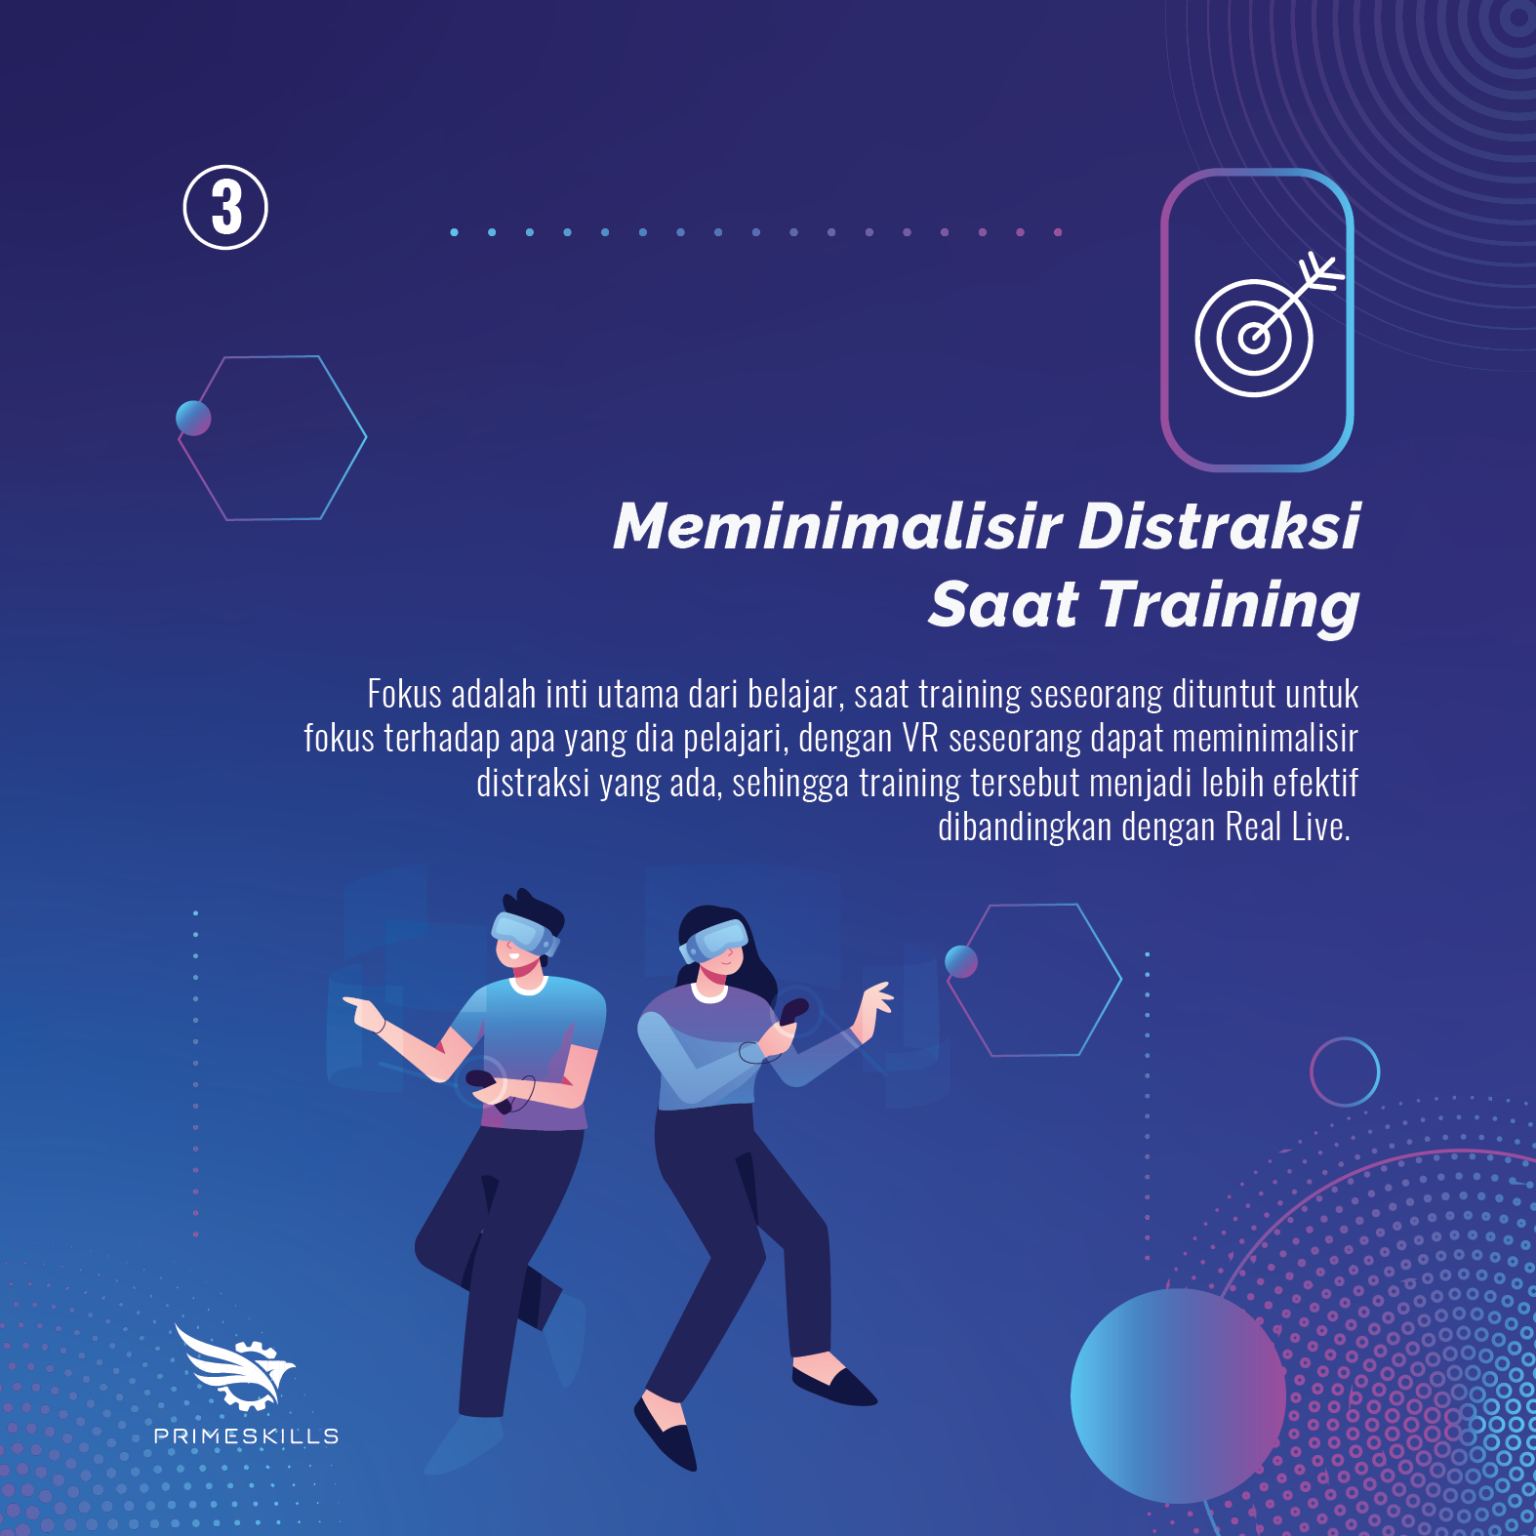 3
Meminimalisir Distraksi
Saat Training
Fokus adalah inti utama dari belajar, saat training seseorang dituntut untuk
fokus terhadap apa yang dia pelajari, dengan VR seseorang dapat meminimalisir
distraksi yang ada, sehingga training tersebut menjadi lebih efektif
dibandingkan dengan Real Live.
PRIMESKILLS